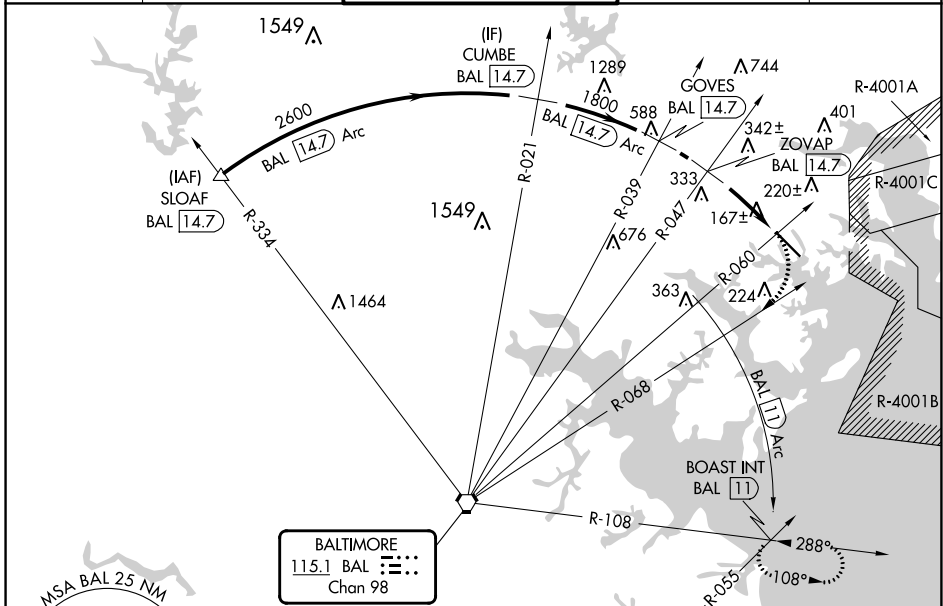 1549
(IF)
CUMBE
BAL 14.7
1289
744
GOVES
BAL 14.7
R-4001A
2600
BAL 14.7 Arc
1800
BAL 14.7 Arc
588
342±
401
ZOVAP
BAL 14.7
(IAF)
SLOAF
BAL 14.7
R-021
R-039
333
220±
R-4001C
R-334
1549
R-047
167±
676
R-060
1464
363
224
R-068
BAL 11 Arc
R-4001B
BOAST INT
BAL 11
R-108
288°
108°
R-055
BALTIMORE
115.1 BAL
Chan 98
MSA BAL 25 NM